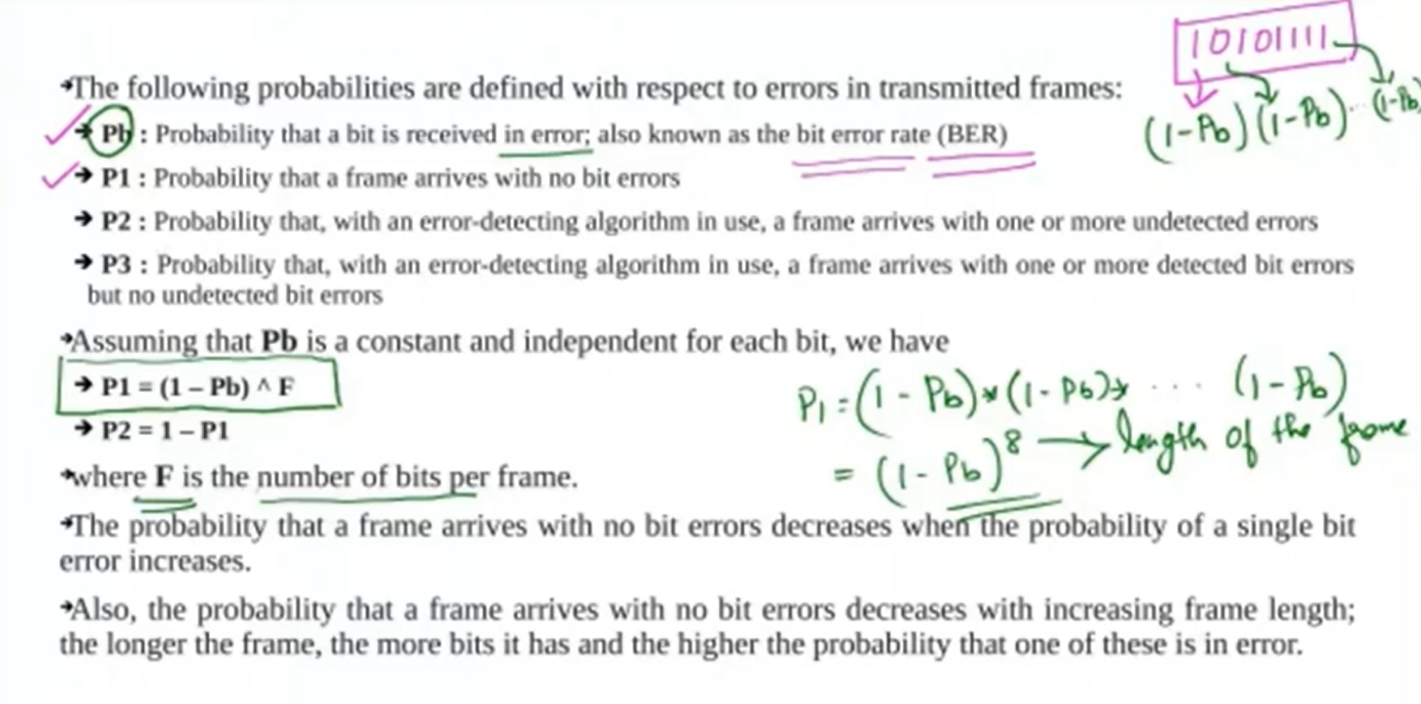 10101111
(1-Pb)(1-Pb)...(1-Pb)
→The following probabilities are defined with respect to errors in transmitted frames:
→ Pb : Probability that a bit is received in error; also known as the bit error rate (BER)
→ P1 : Probability that a frame arrives with no bit errors
→ P2 : Probability that, with an error-detecting algorithm in use, a frame arrives with one or more undetected errors
→ P3 : Probability that, with an error-detecting algorithm in use, a frame arrives with one or more detected bit errors
but no undetected bit errors
→Assuming that Pb is a constant and independent for each bit, we have
→ P1 = (1 – Pb) ^ F
→ P2 = 1 – P1
P1 = (1 - Pb)*(1-Pb)* .... (1-Pb)
= (1-Pb)^8 → length of the frame
→where F is the number of bits per frame.
→The probability that a frame arrives with no bit errors decreases when the probability of a single bit
error increases.
→Also, the probability that a frame arrives with no bit errors decreases with increasing frame length;
the longer the frame, the more bits it has and the higher the probability that one of these is in error.